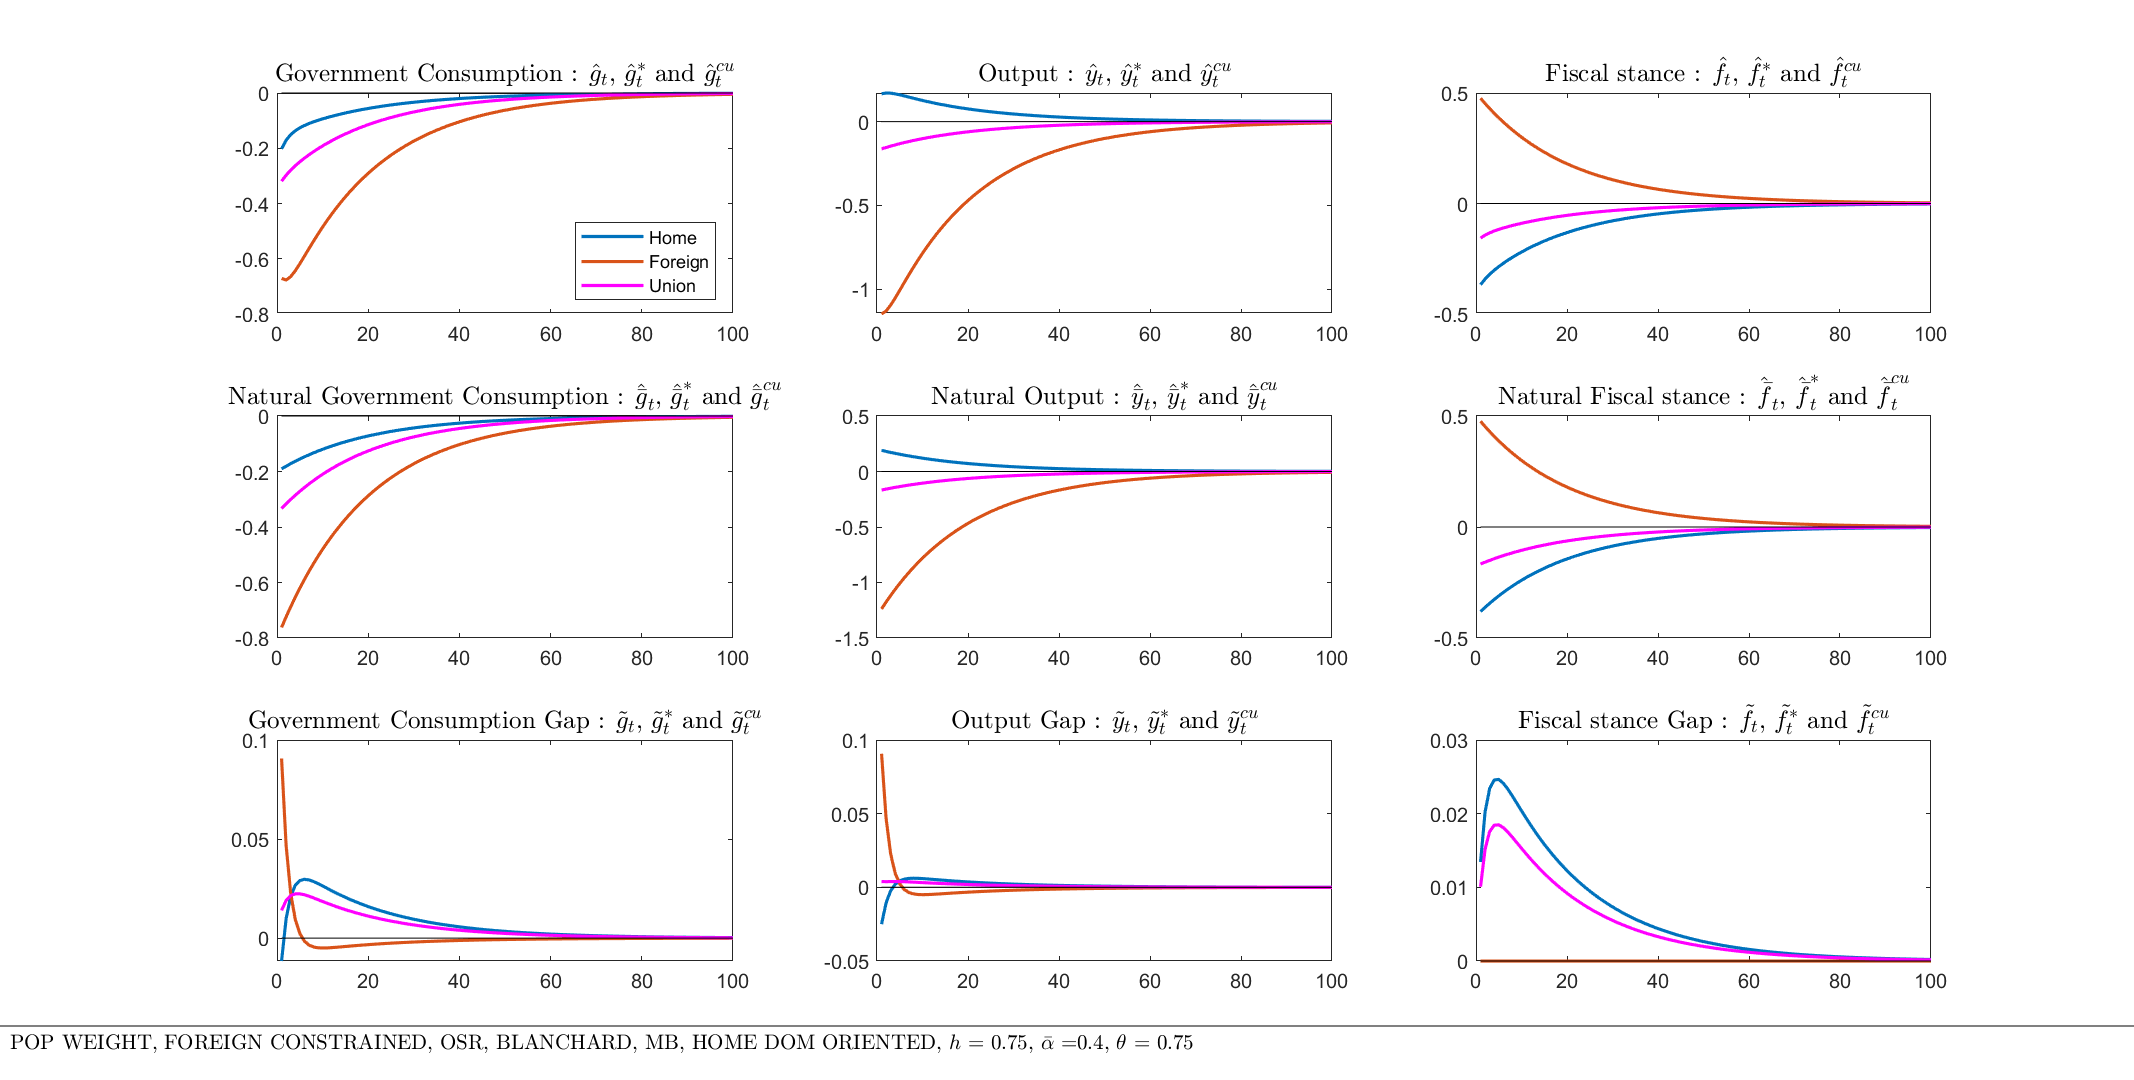 Government Consumption : ĝₜ, ĝₜ* and ĝₜᶜᵘ
0
-0.2
-0.4
-0.6
-0.8
0 20 40 60 80 100
Home
Foreign
Union
Output : ŷₜ, ŷₜ* and ŷₜᶜᵘ
0
-0.5
-1
0 20 40 60 80 100
Fiscal stance : f̂ₜ, f̂ₜ* and f̂ₜᶜᵘ
0.5
0
-0.5
0 20 40 60 80 100
Natural Government Consumption : ḡ̂ₜ, ḡ̂ₜ* and ḡ̂ₜᶜᵘ
0
-0.2
-0.4
-0.6
-0.8
0 20 40 60 80 100
Natural Output : ȳ̂ₜ, ȳ̂ₜ* and ȳ̂ₜᶜᵘ
0.5
0
-0.5
-1
-1.5
0 20 40 60 80 100
Natural Fiscal stance : f̄̂ₜ, f̄̂ₜ* and f̄̂ₜᶜᵘ
0.5
0
-0.5
0 20 40 60 80 100
Government Consumption Gap : g̃ₜ, g̃ₜ* and g̃ₜᶜᵘ
0.1
0.05
0
0 20 40 60 80 100
Output Gap : ỹₜ, ỹₜ* and ỹₜᶜᵘ
0.1
0.05
0
-0.05
0 20 40 60 80 100
Fiscal stance Gap : f̃ₜ, f̃ₜ* and f̃ₜᶜᵘ
0.03
0.02
0.01
0
0 20 40 60 80 100
POP WEIGHT, FOREIGN CONSTRAINED, OSR, BLANCHARD, MB, HOME DOM ORIENTED, h = 0.75, ᾱ =0.4, θ = 0.75